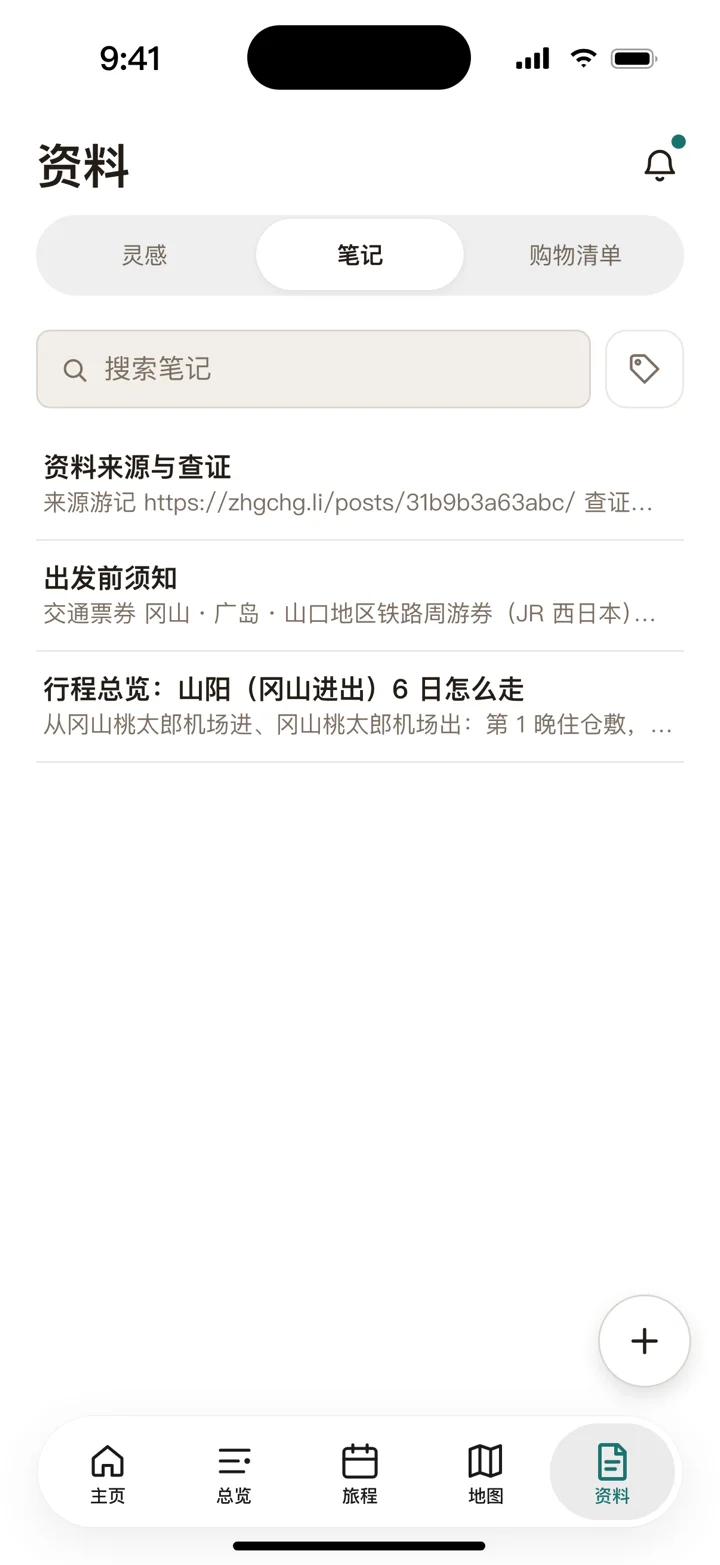 9:41
资料
灵感
笔记
购物清单
搜索笔记
资料来源与查证
来源游记 https://zhgchg.li/posts/31b9b3a63abc/ 查证…
出发前须知
交通票券 冈山・广岛・山口地区铁路周游券（JR 西日本）…
行程总览：山阳（冈山进出）6 日怎么走
从冈山桃太郎机场进、冈山桃太郎机场出：第 1 晚住仓敷，…
主页
总览
旅程
地图
资料